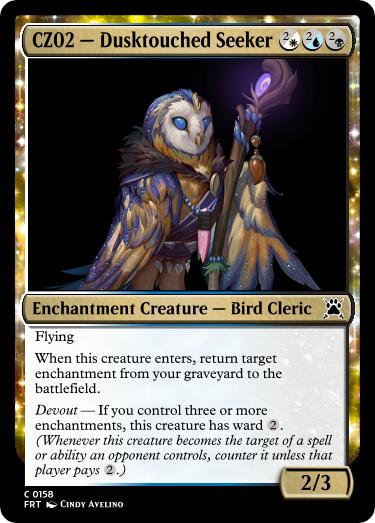 CZ02 — Dusktouched Seeker 2 2 2
Enchantment Creature — Bird Cleric
Flying
When this creature enters, return target
enchantment from your graveyard to the
battlefield.
Devout — If you control three or more
enchantments, this creature has ward 2.
(Whenever this creature becomes the target of a spell
or ability an opponent controls, counter it unless that
player pays 2.)
2/3
C 0158
FRT Cindy Avelino